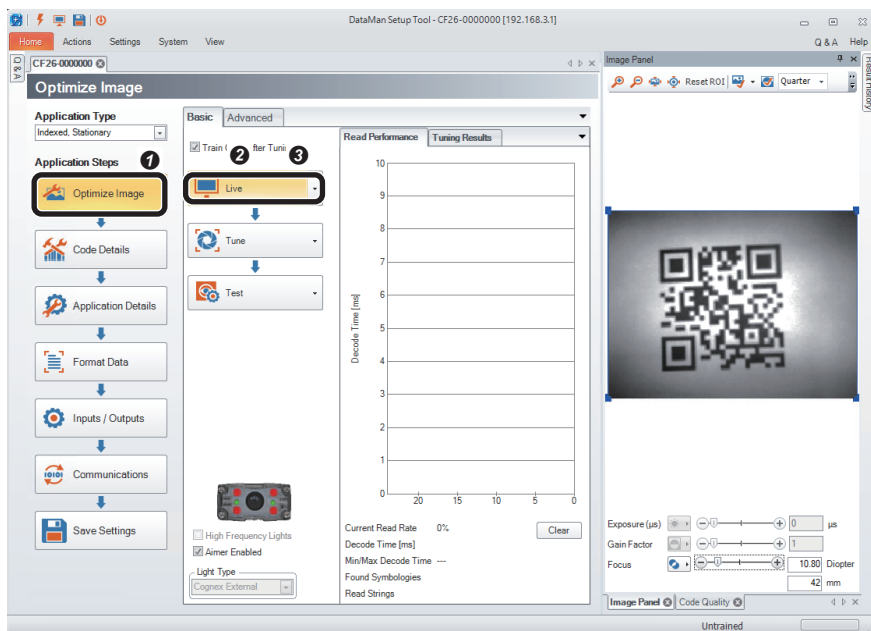 DataMan Setup Tool - CF26-0000000 [192.168.3.1]
Home Actions Settings System View Q & A Help
Q & A
CF26-0000000
Optimize Image
Application Type
Indexed, Stationary
Application Steps
1
Optimize Image
Code Details
Application Details
Format Data
Inputs / Outputs
Communications
Save Settings
Basic Advanced
Train fter
2 3
Live
Tune
Test
High Frequency Lights
Aimer Enabled
Light Type
Cognex External
Read Performance Tuning Results
Decode Time [ms]
10
9
8
7
6
5
4
3
2
1
0
20 15 10 5 0
Current Read Rate 0% Clear
Decode Time [ms]
Min/Max Decode Time ---
Found Symbologies
Read Strings
Image Panel
Reset ROI Quarter
Result History
Exposure (µs) 0 µs
Gain Factor 1
Focus 10.80 Diopter
42 mm
Image Panel Code Quality
Untrained